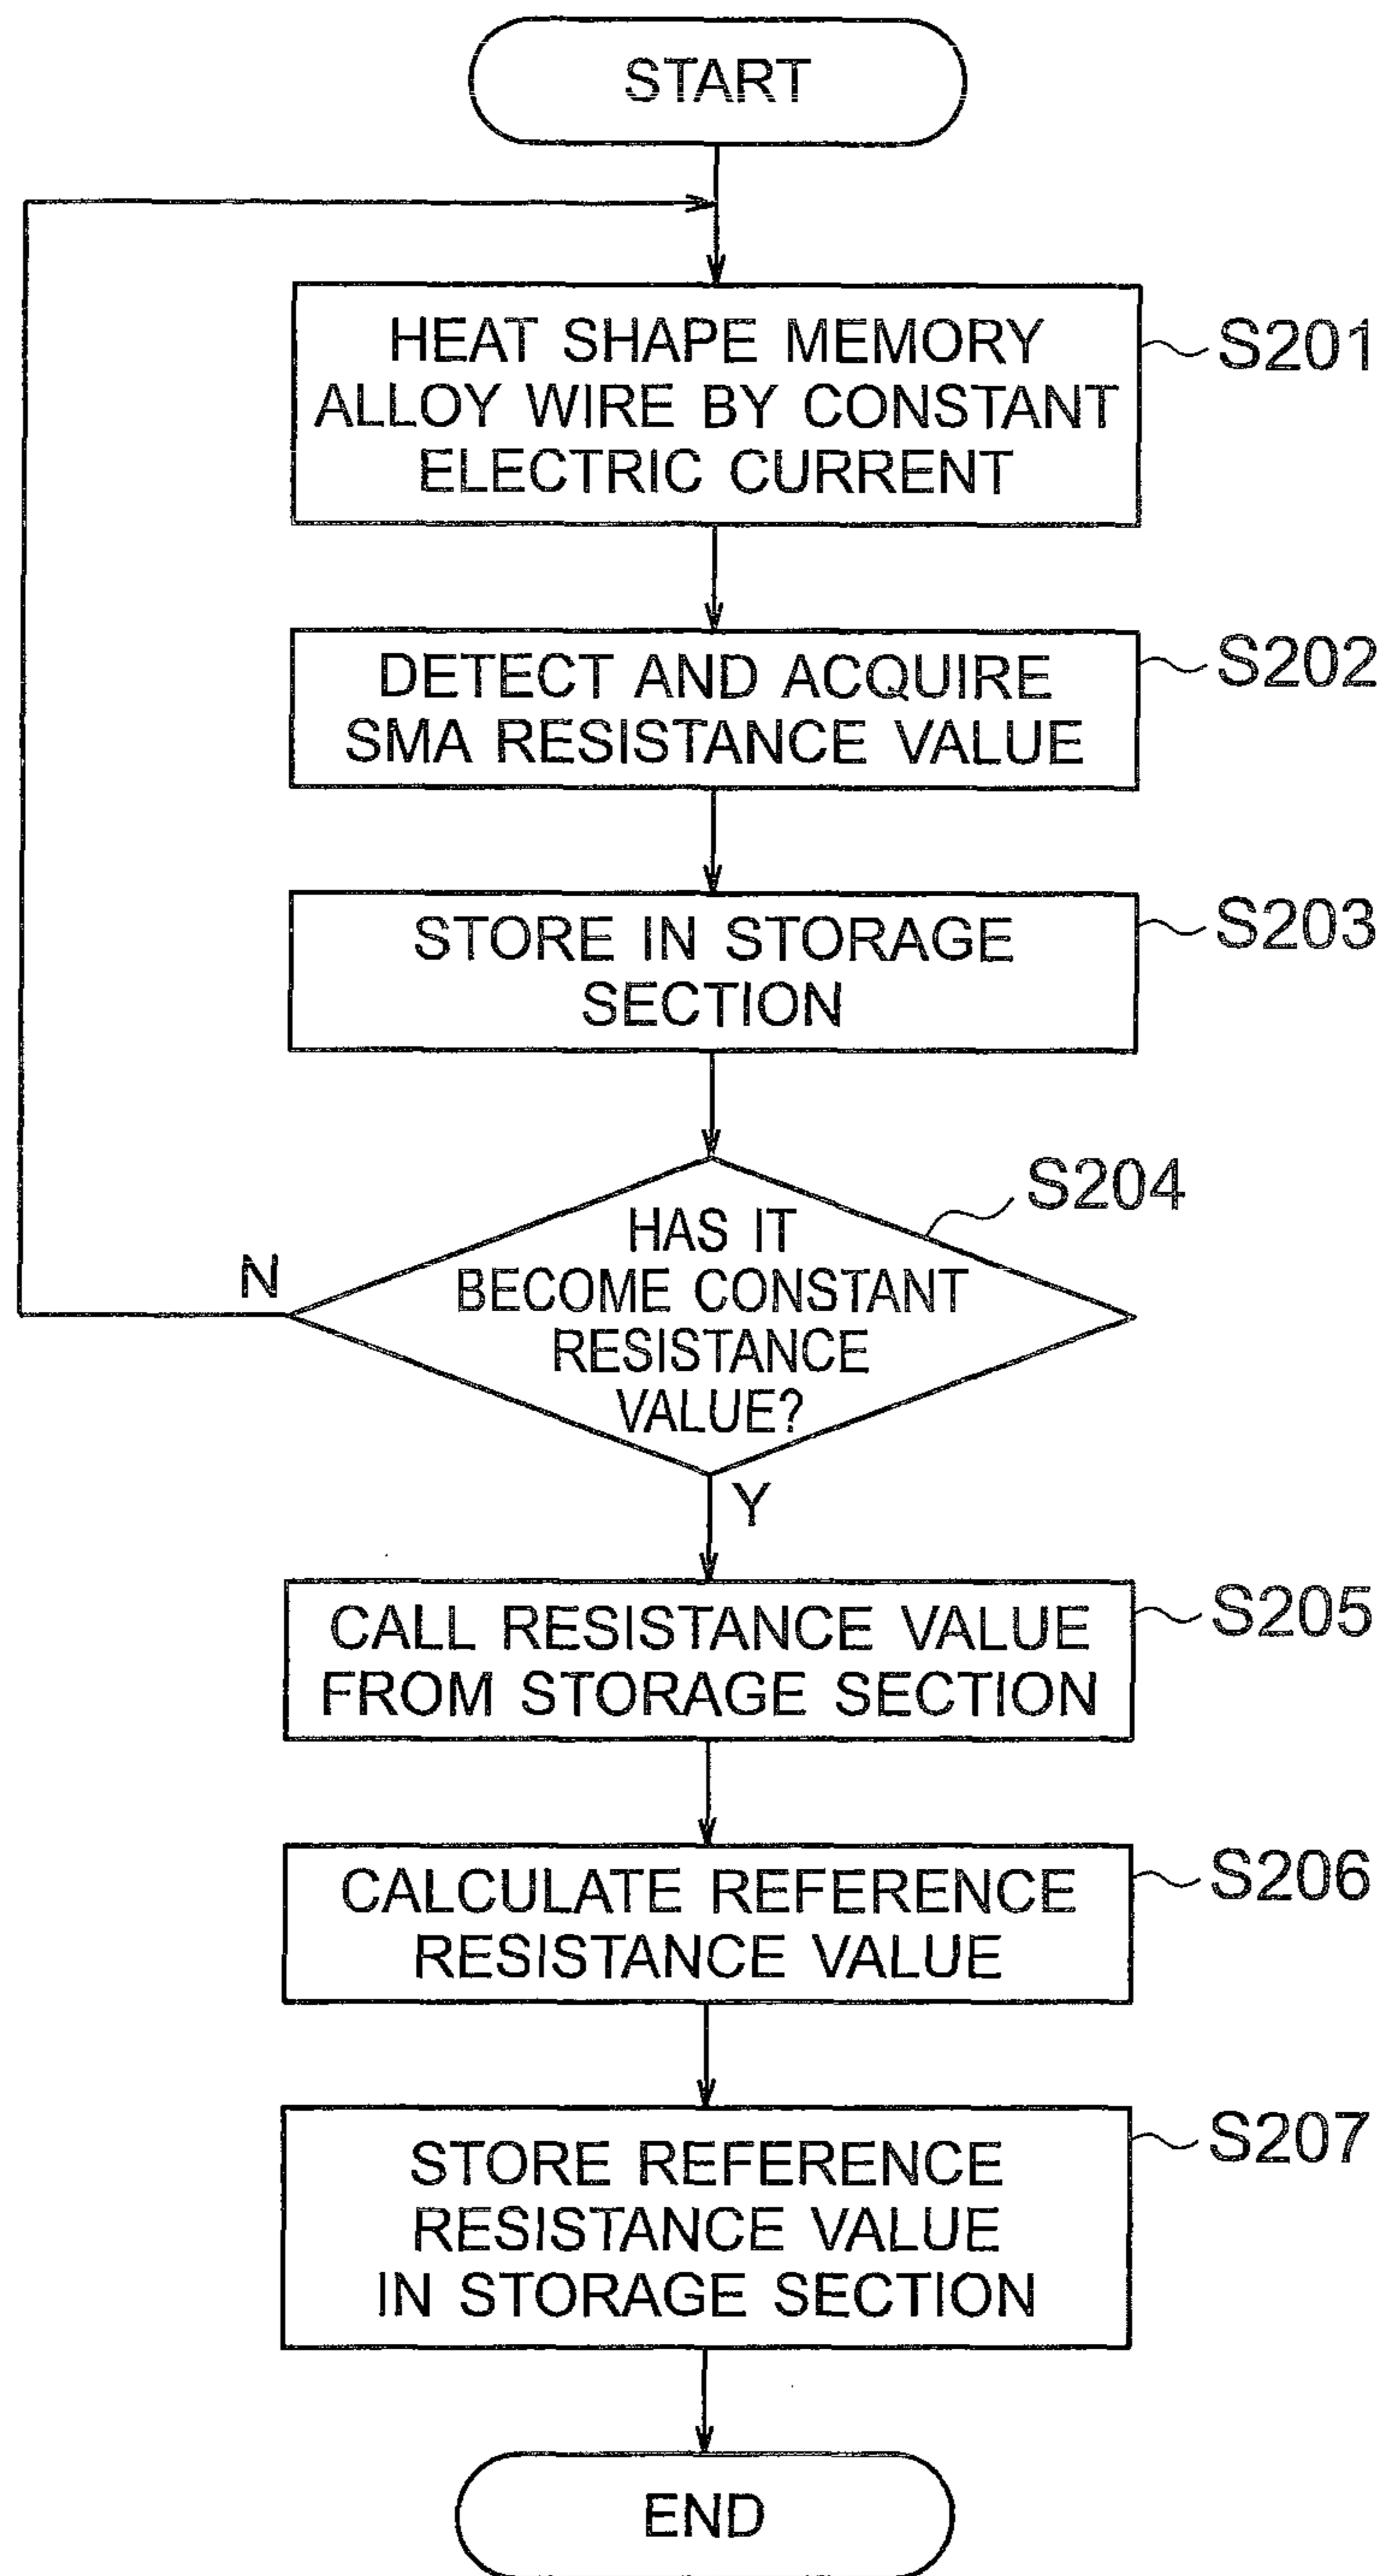 START
HEAT SHAPE MEMORY
ALLOY WIRE BY CONSTANT
ELECTRIC CURRENT
S201
DETECT AND ACQUIRE
SMA RESISTANCE VALUE
S202
STORE IN STORAGE
SECTION
S203
HAS IT
BECOME CONSTANT
RESISTANCE
VALUE?
S204
N
Y
CALL RESISTANCE VALUE
FROM STORAGE SECTION
S205
CALCULATE REFERENCE
RESISTANCE VALUE
S206
STORE REFERENCE
RESISTANCE VALUE
IN STORAGE SECTION
S207
END